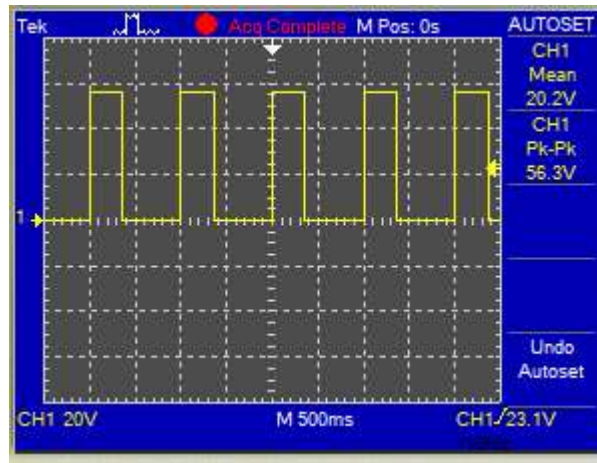 Tek Acq Complete M Pos: 0s AUTOSET
CH1
Mean
20.2V
CH1
Pk-Pk
56.3V
1
Undo
Autoset
CH1 20V M 500ms CH1 23.1V